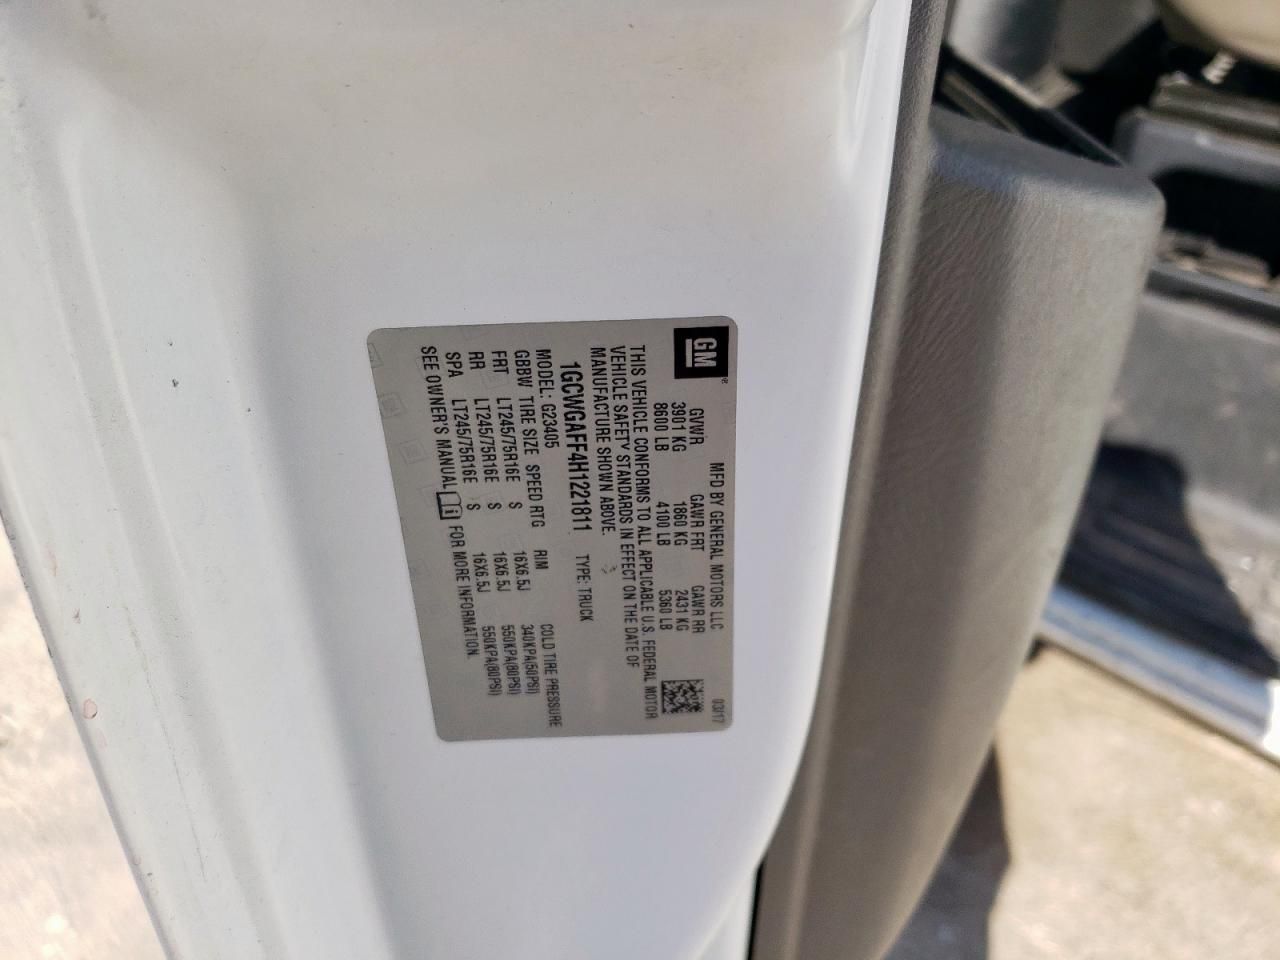 GM
MFD BY GENERAL MOTORS LLC 03/17
GVWR GAWR FRT GAWR RR
3901 KG 1860 KG 2431 KG
8600 LB 4100 LB 5360 LB
THIS VEHICLE CONFORMS TO ALL APPLICABLE U.S. FEDERAL MOTOR
VEHICLE SAFETY STANDARDS IN EFFECT ON THE DATE OF
MANUFACTURE SHOWN ABOVE.
1GCWGAFF4H1221811 TYPE: TRUCK
MODEL: G23405
GBBW TIRE SIZE SPEED RTG RIM COLD TIRE PRESSURE
FRT LT245/75R16E S 16X6.5J 340KPA(50PSI)
RR LT245/75R16E S 16X6.5J 550KPA(80PSI)
SPA LT245/75R16E S 16X6.5J 550KPA(80PSI)
SEE OWNER'S MANUAL i FOR MORE INFORMATION.